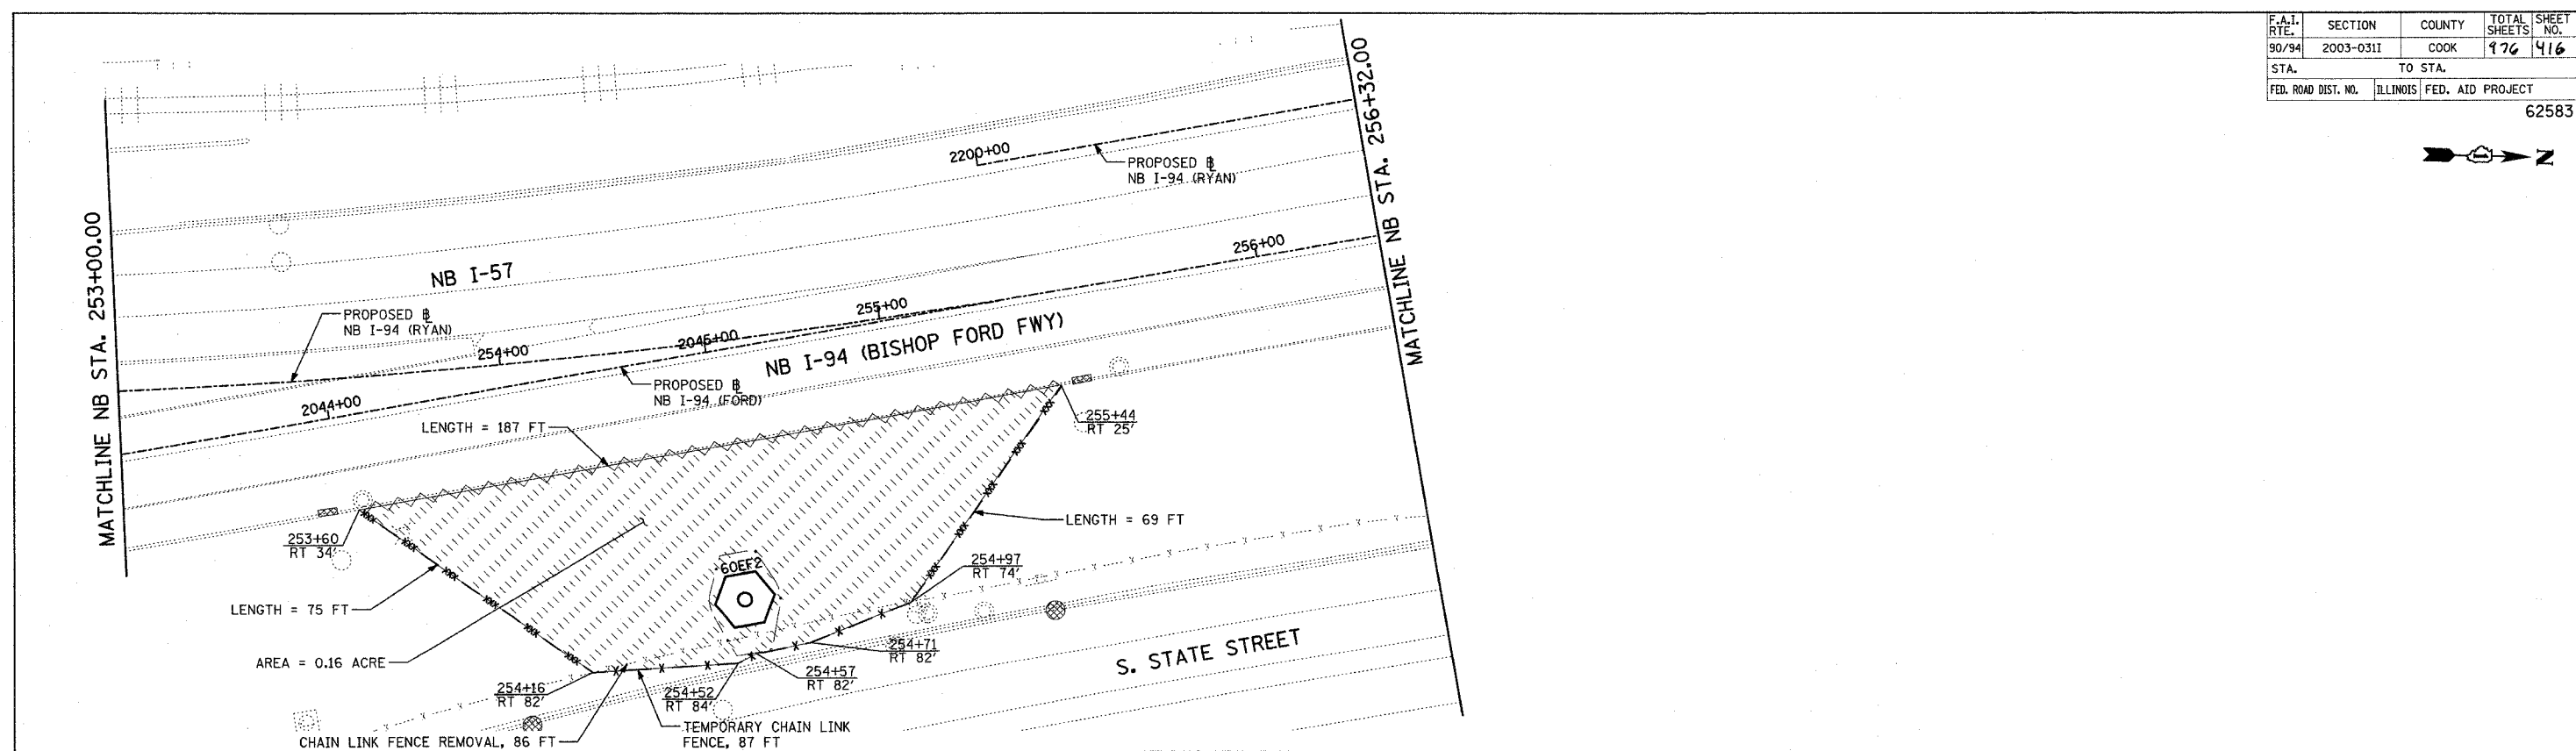 F.A.I. RTE. SECTION COUNTY TOTAL SHEETS SHEET NO.
90/94 2003-031I COOK 976 416
STA. TO STA.
FED. ROAD DIST. NO. ILLINOIS FED. AID PROJECT
62583
N
MATCHLINE NB STA. 253+00.00
MATCHLINE NB STA. 256+32.00
2200+00
PROPOSED ℄
NB I-94 (RYAN)
256+00
NB I-57
PROPOSED ℄
NB I-94 (RYAN)
255+00
254+00
2045+00
NB I-94 (BISHOP FORD FWY)
PROPOSED ℄
NB I-94 (FORD)
2044+00
LENGTH = 187 FT
255+44
RT 25'
253+60
RT 34'
LENGTH = 69 FT
254+97
RT 74'
60EF2
LENGTH = 75 FT
AREA = 0.16 ACRE
254+71
RT 82'
254+57
RT 82'
254+16
RT 82'
254+52
RT 84'
S. STATE STREET
TEMPORARY CHAIN LINK
FENCE, 87 FT
CHAIN LINK FENCE REMOVAL, 86 FT